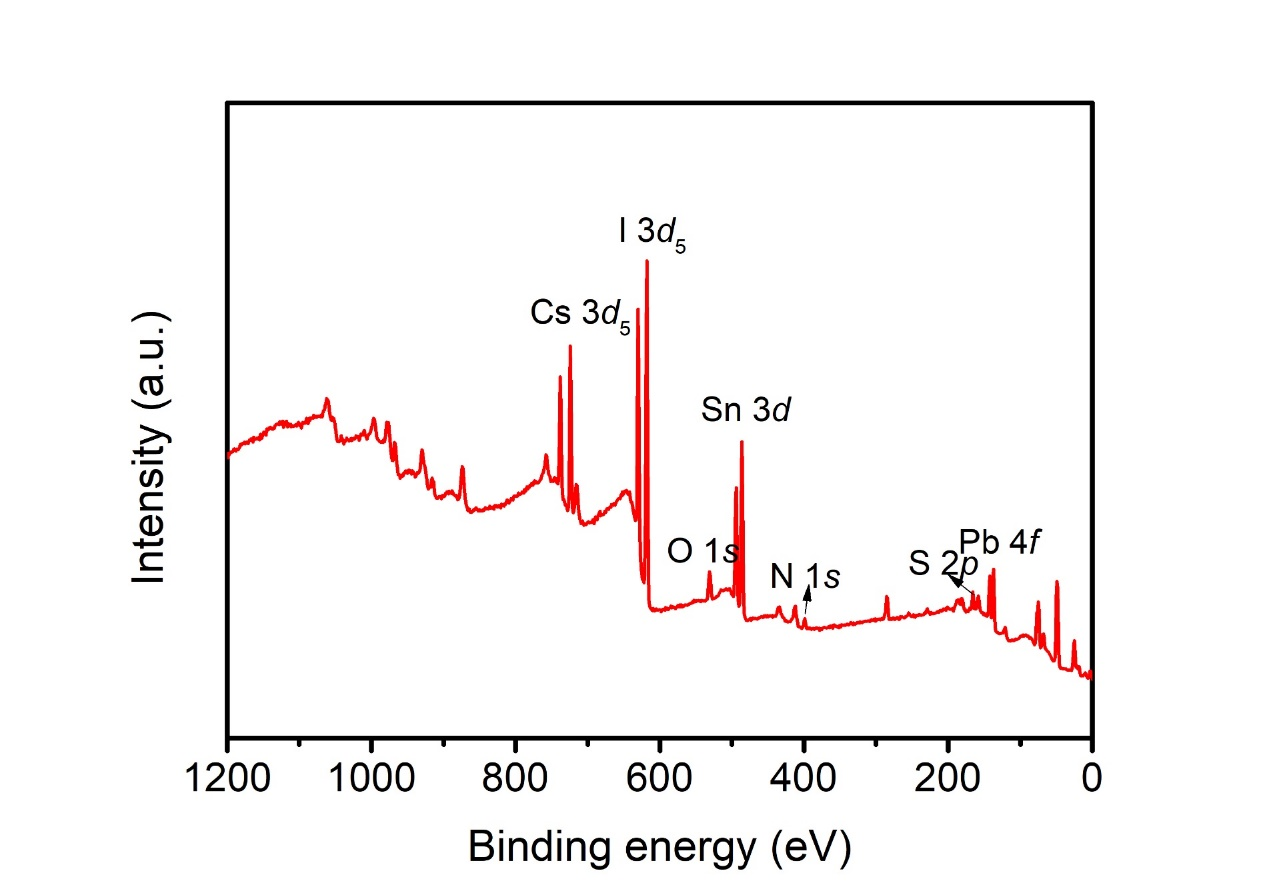 I 3d5
Cs 3d5
Sn 3d
O 1s
Pb 4f
S 2p
N 1s
Intensity (a.u.)
1200 1000 800 600 400 200 0
Binding energy (eV)